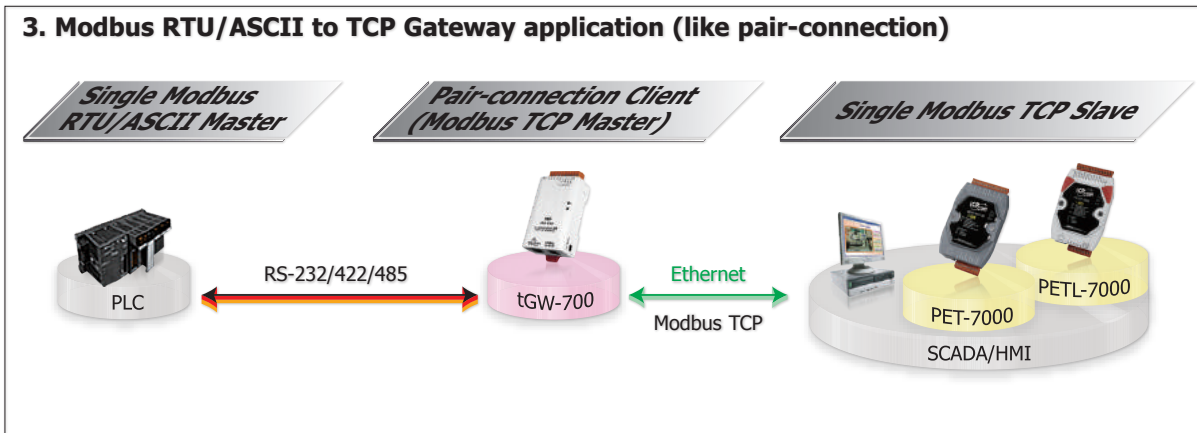 3. Modbus RTU/ASCII to TCP Gateway application (like pair-connection)
Single Modbus
RTU/ASCII Master
Pair-connection Client
(Modbus TCP Master)
Single Modbus TCP Slave
RS-232/422/485
Ethernet
Modbus TCP
PLC
tGW-700
PET-7000
PETL-7000
SCADA/HMI